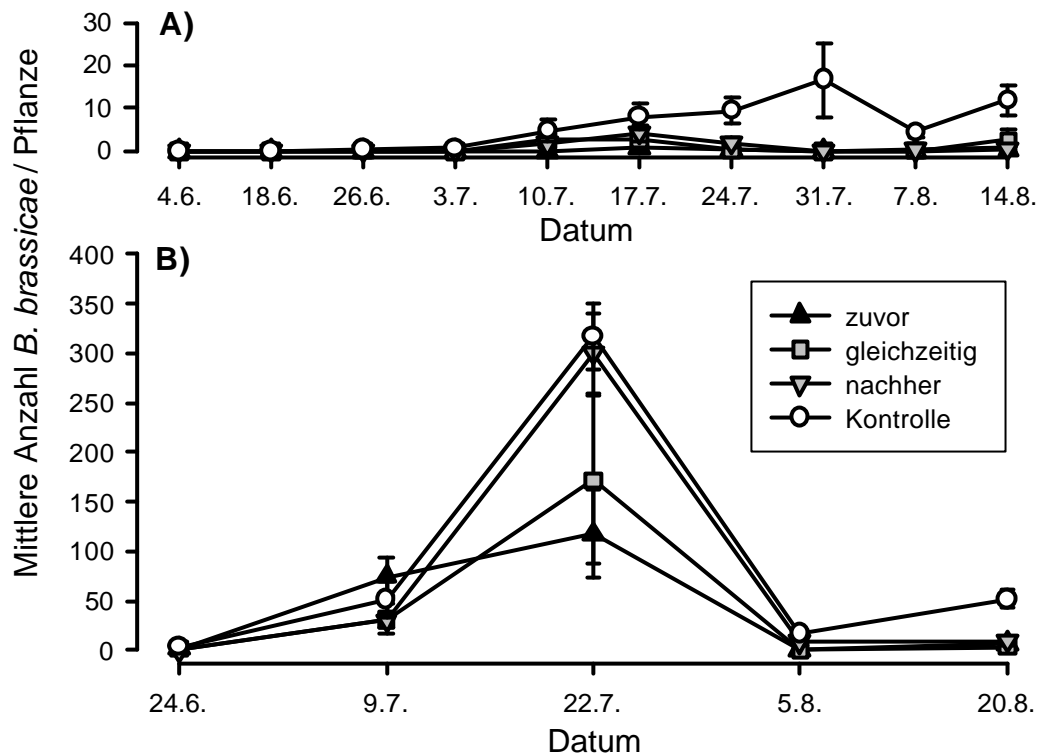 Mittlere Anzahl B. brassicae / Pflanze
A)
30
20
10
0
4.6. 18.6. 26.6. 3.7. 10.7. 17.7. 24.7. 31.7. 7.8. 14.8.
Datum
B)
400
350
300
250
200
150
100
50
0
zuvor
gleichzeitig
nachher
Kontrolle
24.6. 9.7. 22.7. 5.8. 20.8.
Datum